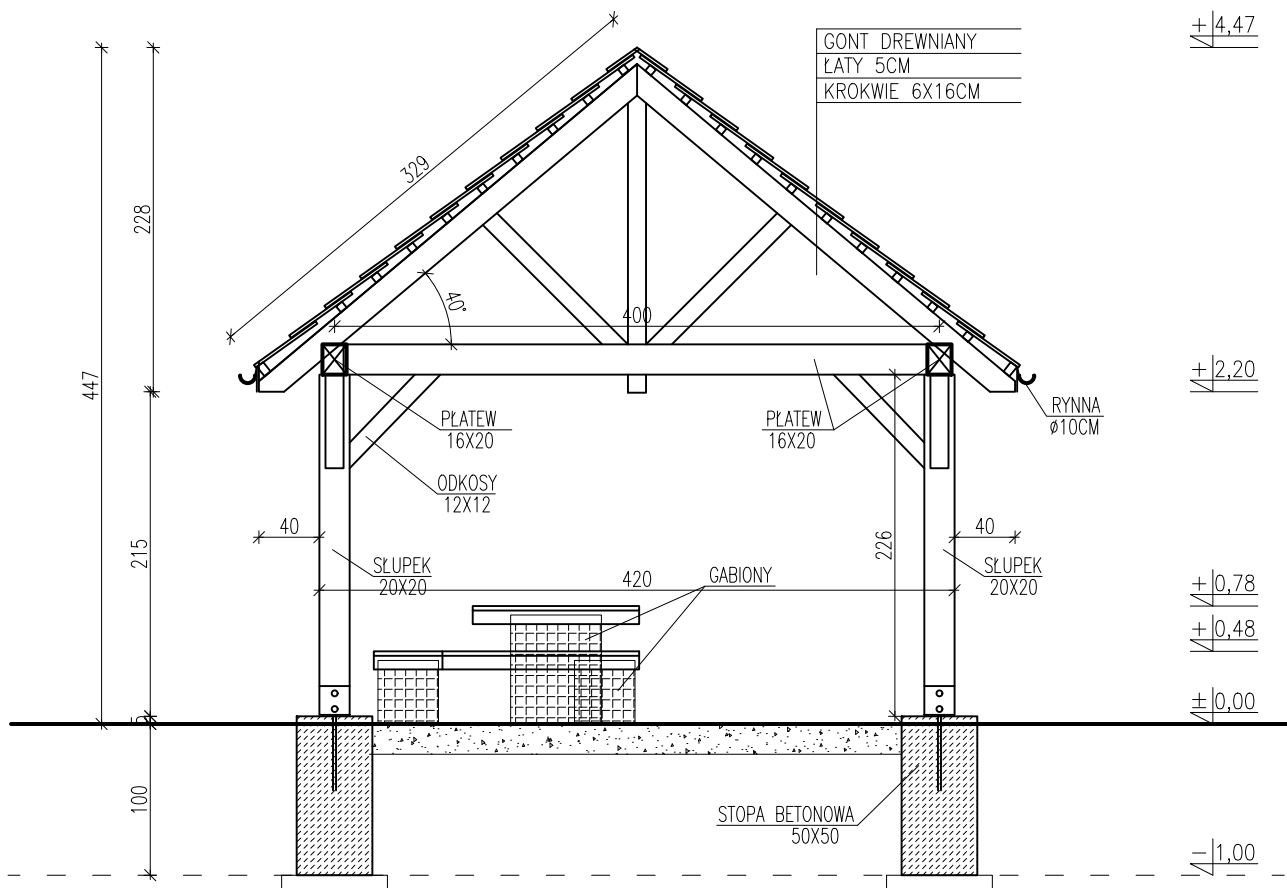 +4,47
GONT DREWNIANY
ŁATY 5CM
KROKWIE 6X16CM
329
228
40°
400
447
+2,20
PŁATEW
16X20
PŁATEW
16X20
RYNNA
Ø10CM
ODKOSY
12X12
40
40
215
226
SŁUPEK
20X20
SŁUPEK
20X20
420
GABIONY
+0,78
+0,48
±0,00
5
100
STOPA BETONOWA
50X50
-1,00